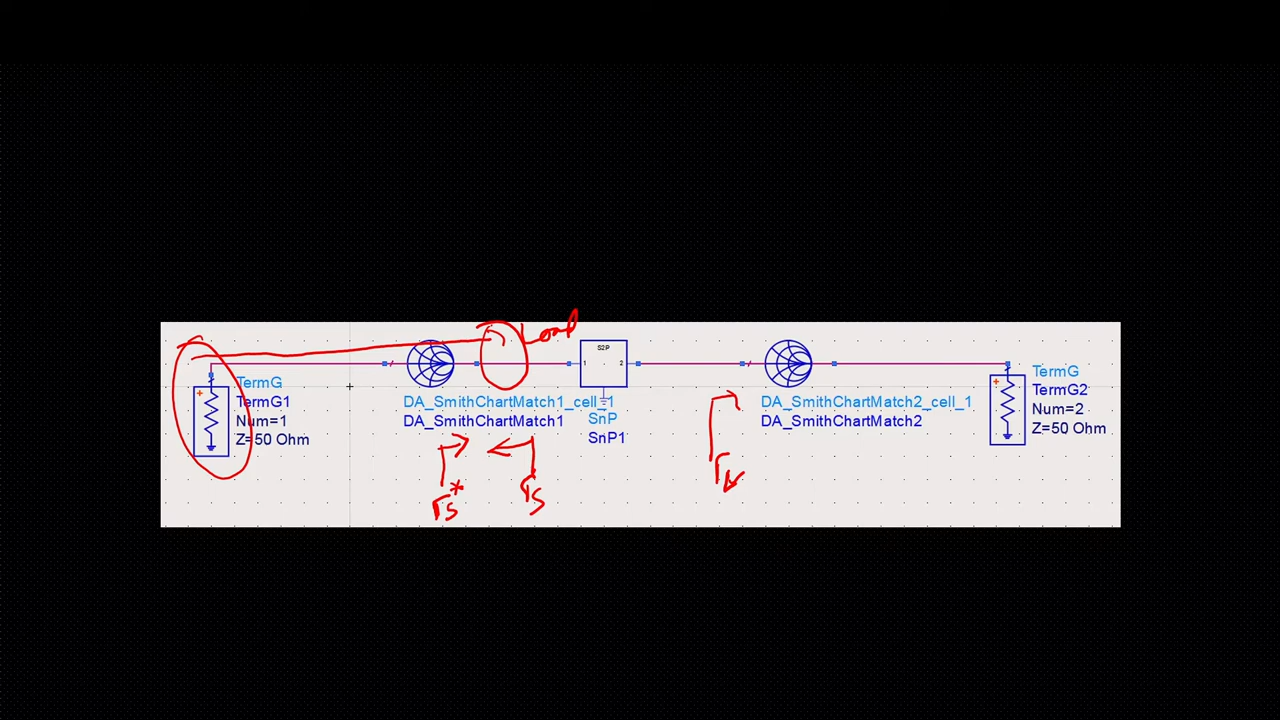 Load
S2P
1
2
TermG
TermG1
Num=1
Z=50 Ohm
DA_SmithChartMatch1_cell_1
DA_SmithChartMatch1
SnP
SnP1
DA_SmithChartMatch2_cell_1
DA_SmithChartMatch2
TermG
TermG2
Num=2
Z=50 Ohm
Γs*
Γs